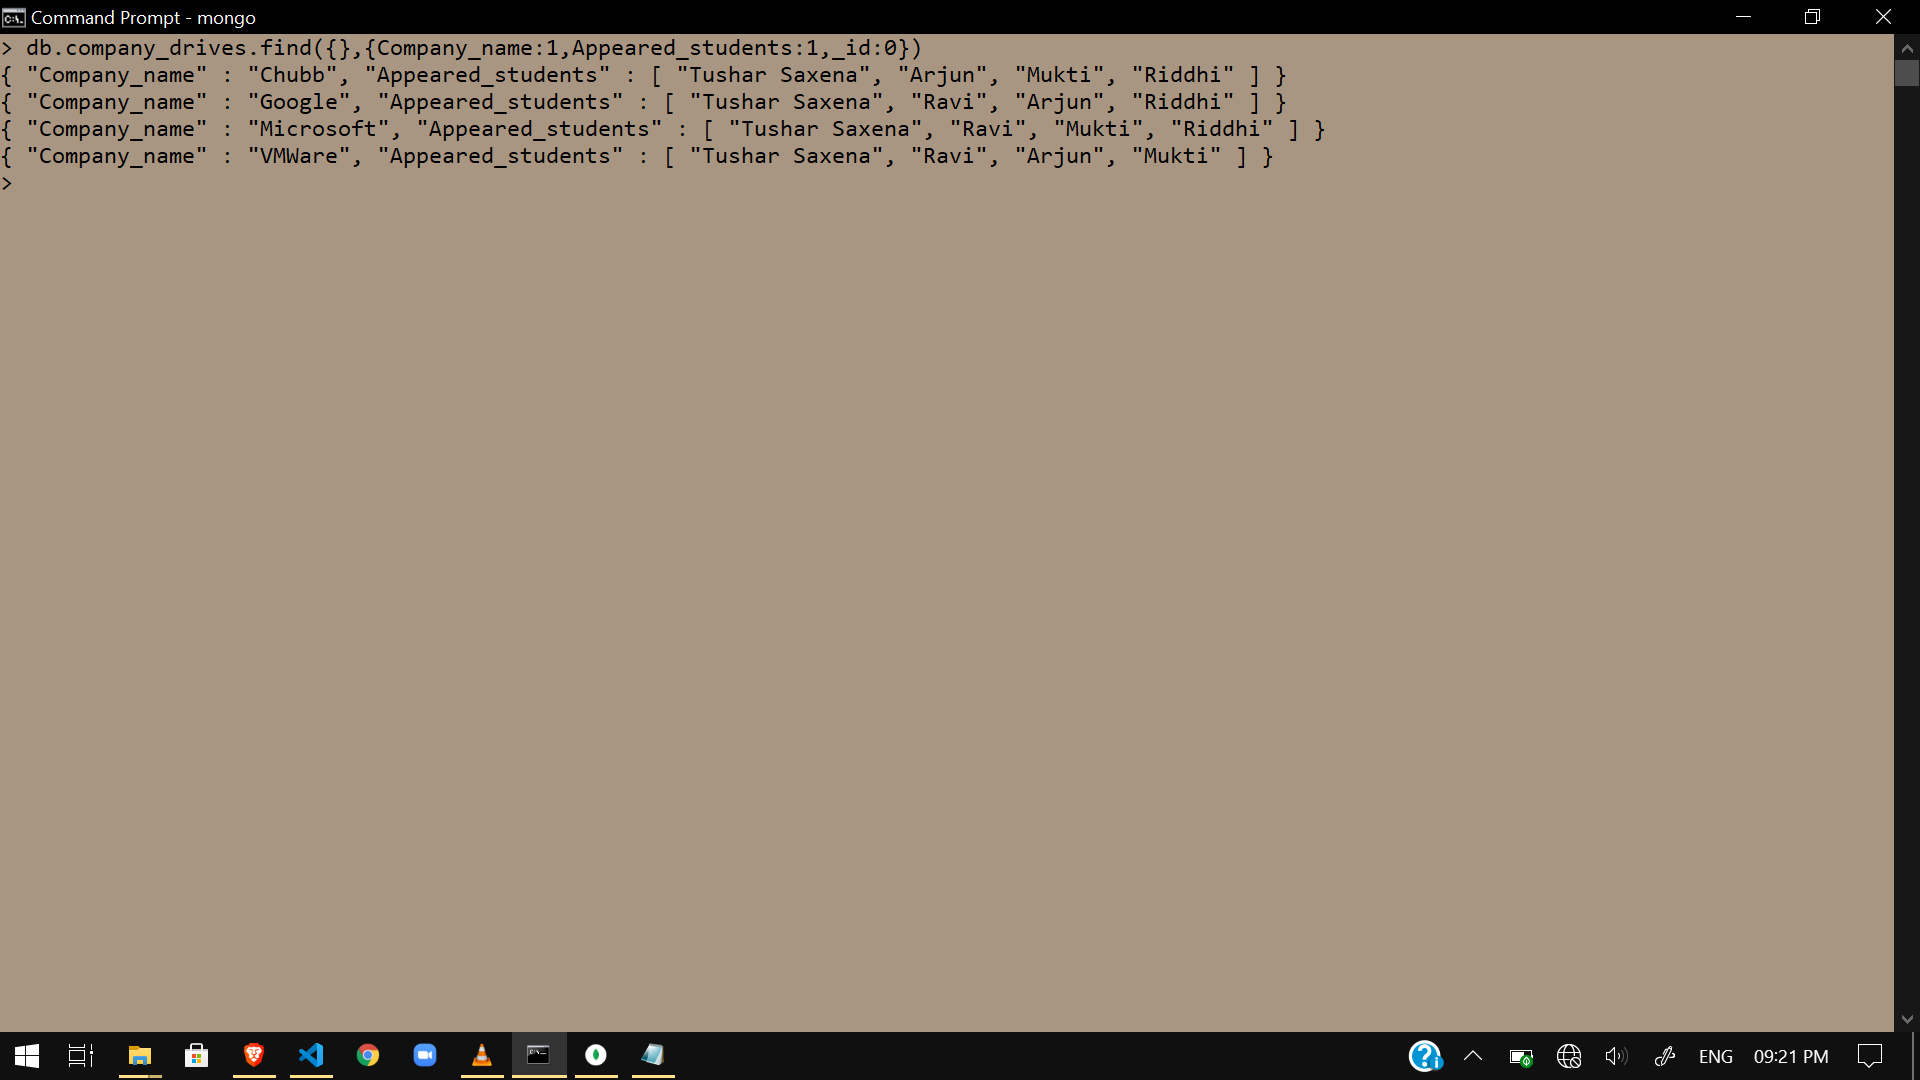 Command Prompt - mongo
> db.company_drives.find({},{Company_name:1,Appeared_students:1,_id:0})
{ "Company_name" : "Chubb", "Appeared_students" : [ "Tushar Saxena", "Arjun", "Mukti", "Riddhi" ] }
{ "Company_name" : "Google", "Appeared_students" : [ "Tushar Saxena", "Ravi", "Arjun", "Riddhi" ] }
{ "Company_name" : "Microsoft", "Appeared_students" : [ "Tushar Saxena", "Ravi", "Mukti", "Riddhi" ] }
{ "Company_name" : "VMWare", "Appeared_students" : [ "Tushar Saxena", "Ravi", "Arjun", "Mukti" ] }
>
ENG 09:21 PM